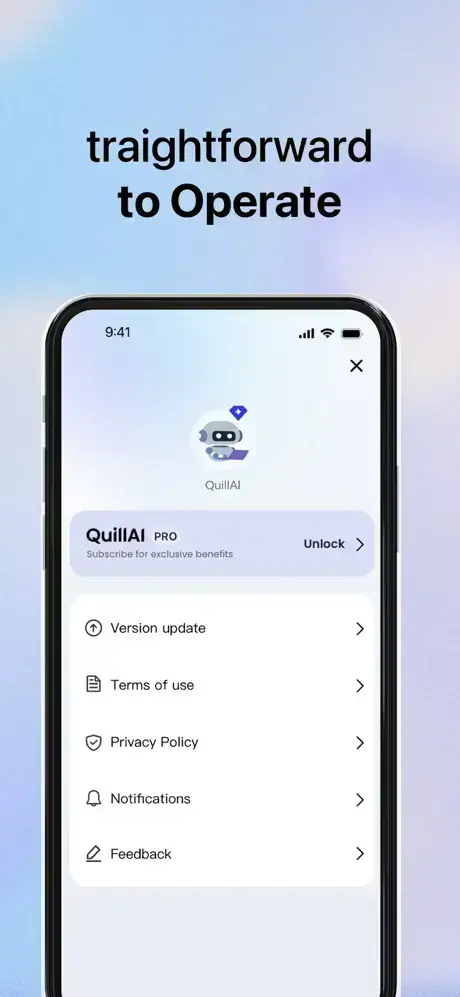 traightforward
to Operate
9:41
QuillAI
QuillAI PRO
Subscribe for exclusive benefits
Unlock
Version update
Terms of use
Privacy Policy
Notifications
Feedback